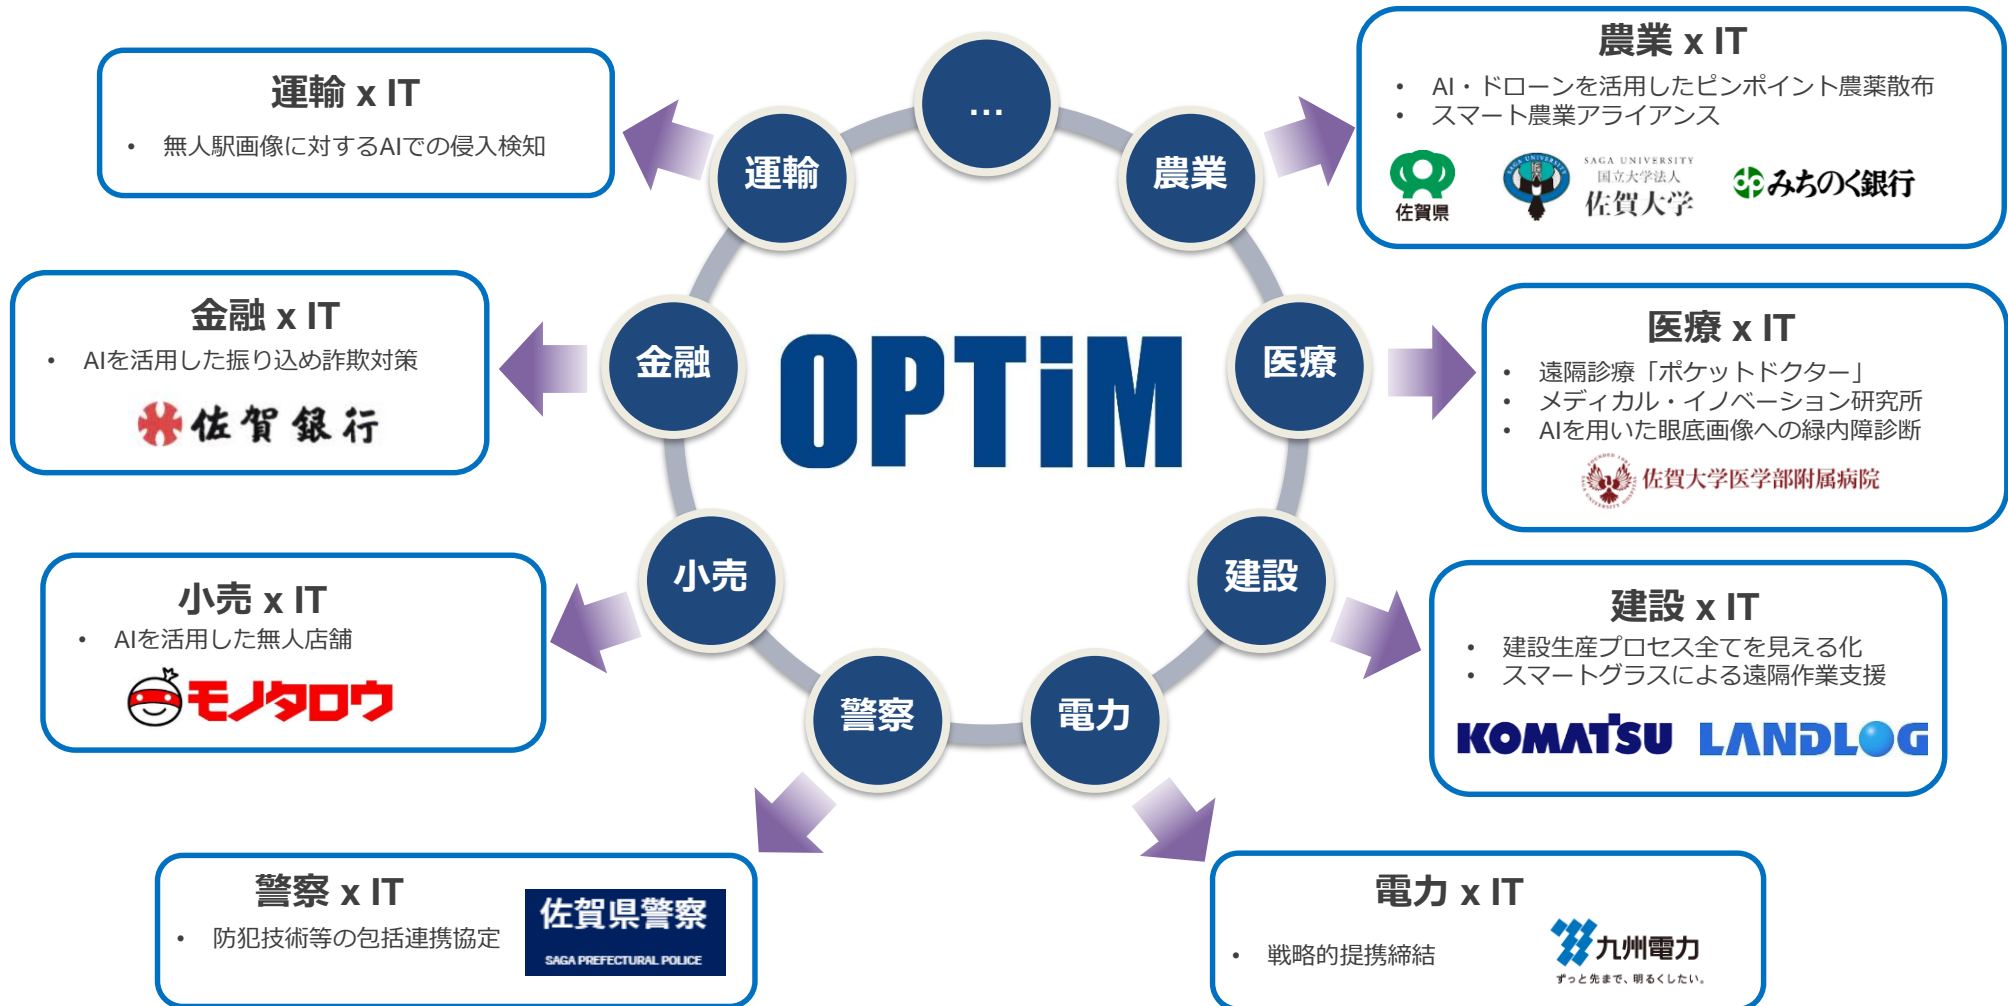 運輸 x IT
• 無人駅画像に対するAIでの侵入検知
農業 x IT
• AI・ドローンを活用したピンポイント農薬散布
• スマート農業アライアンス
佐賀県
SAGA UNIVERSITY
国立大学法人
佐賀大学
みちのく銀行
...
運輸
農業
金融 x IT
• AIを活用した振り込め詐欺対策
佐賀銀行
金融
OPTiM
医療
医療 x IT
• 遠隔診療「ポケットドクター」
• メディカル・イノベーション研究所
• AIを用いた眼底画像への緑内障診断
佐賀大学医学部附属病院
小売 x IT
• AIを活用した無人店舗
モノタロウ
小売
建設
建設 x IT
• 建設生産プロセス全てを見える化
• スマートグラスによる遠隔作業支援
KOMATSU
LANDLOG
警察
電力
警察 x IT
• 防犯技術等の包括連携協定
佐賀県警察
SAGA PREFECTURAL POLICE
電力 x IT
• 戦略的提携締結
九州電力
ずっと先まで、明るくしたい。